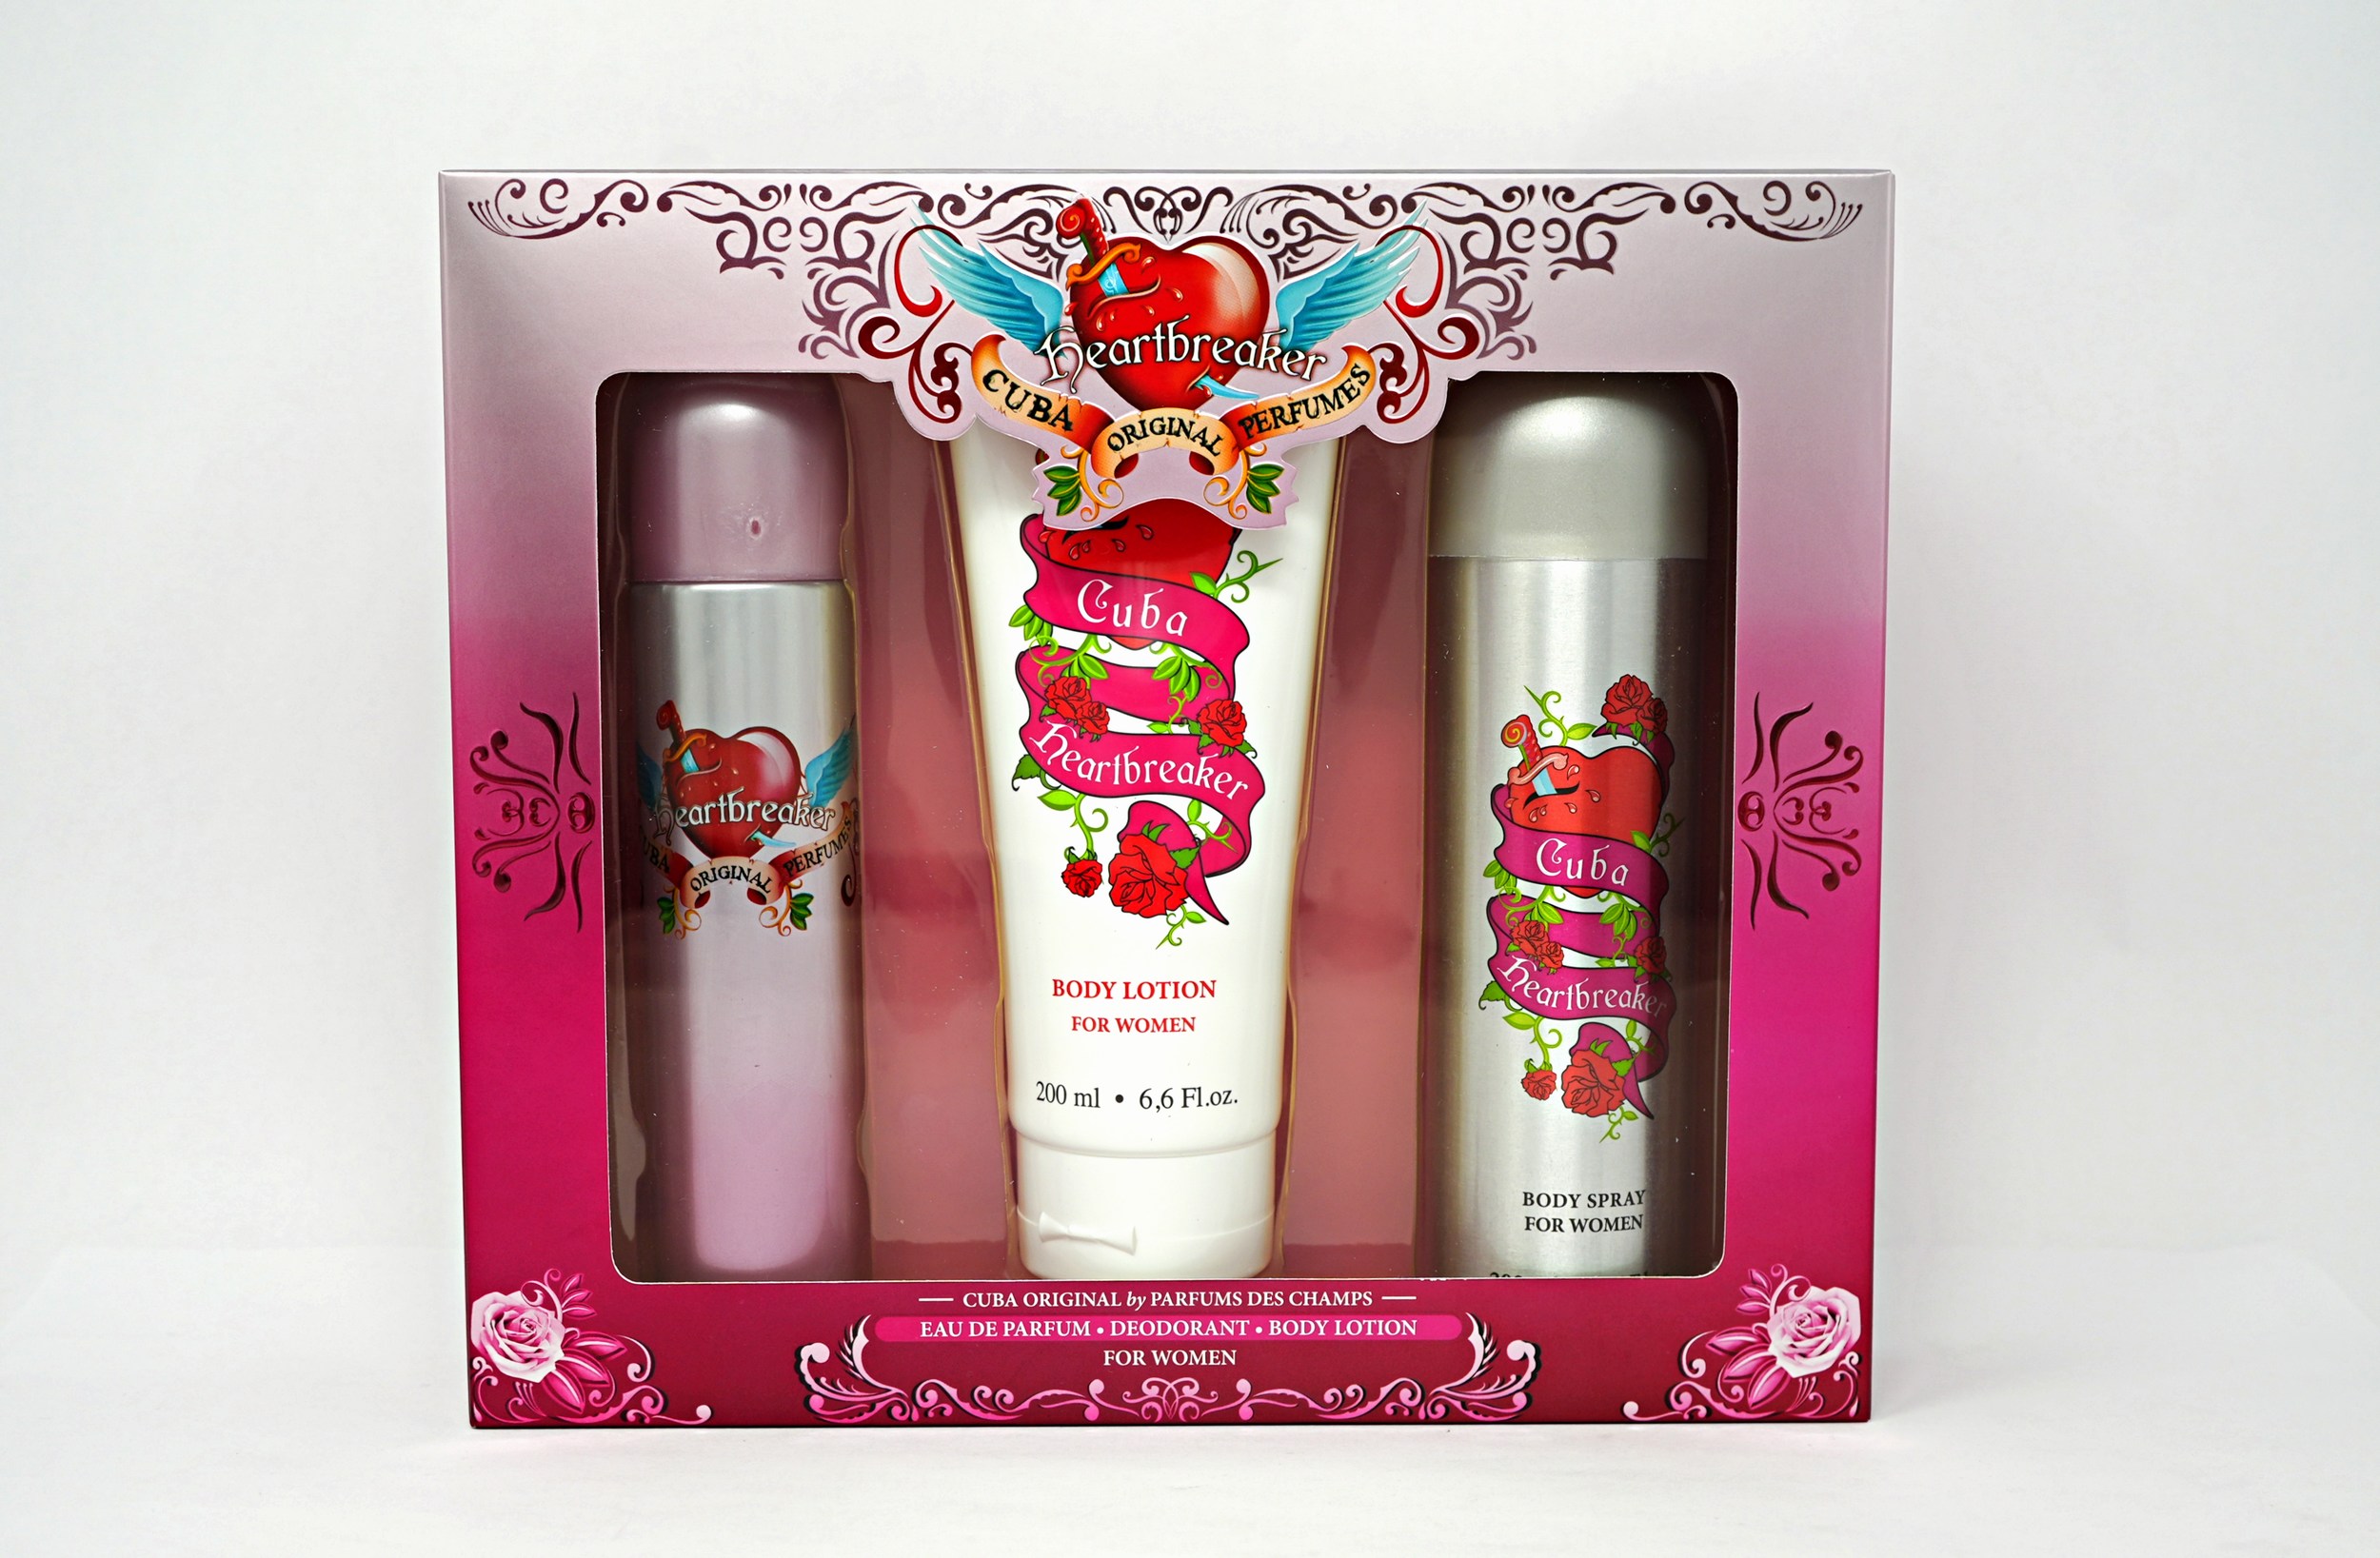 heartbreaker
CUBA ORIGINAL PERFUMES
heartbreaker
ORIGINAL PERFUMES
Cuba
heartbreaker
BODY LOTION
FOR WOMEN
200 ml • 6,6 Fl.oz.
Cuba
heartbreaker
BODY SPRAY
FOR WOMEN
CUBA ORIGINAL by PARFUMS DES CHAMPS
EAU DE PARFUM • DEODORANT • BODY LOTION
FOR WOMEN